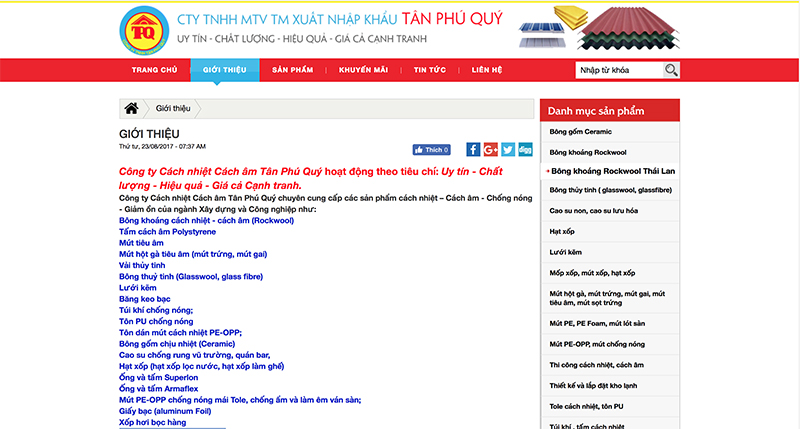 TPQ
CTY TNHH MTV TM XUẤT NHẬP KHẨU TÂN PHÚ QUÝ
UY TÍN - CHẤT LƯỢNG - HIỆU QUẢ - GIÁ CẢ CẠNH TRANH
TRANG CHỦ | GIỚI THIỆU | SẢN PHẨM | KHUYẾN MÃI | TIN TỨC | LIÊN HỆ
Nhập từ khóa
Giới thiệu
GIỚI THIỆU
Thứ tư, 23/08/2017 - 07:37 AM
Thích 0
f G+ digg
Công ty Cách nhiệt Cách âm Tân Phú Quý hoạt động theo tiêu chí: Uy tín - Chất
lượng - Hiệu quả - Giá cả Cạnh tranh.
Công ty Cách nhiệt Cách âm Tân Phú Quý chuyên cung cấp các sản phẩm cách nhiệt – Cách âm - Chống nóng
- Giảm ồn của ngành Xây dựng và Công nghiệp như:
Bông khoáng cách nhiệt - cách âm (Rockwool)
Tấm cách âm Polystyrene
Mút tiêu âm
Mút hột gà tiêu âm (mút trứng, mút gai)
Vải thủy tinh
Bông thuỷ tinh (Glasswool, glass fibre)
Lưới kẽm
Băng keo bạc
Túi khí chống nóng;
Tôn PU chống nóng
Tôn dán mút cách nhiệt PE-OPP;
Bông gốm chịu nhiệt (Ceramic)
Cao su chống rung vũ trường, quán bar,
Hạt xốp (hạt xốp lọc nước, hạt xốp làm ghế)
Ống và tấm Superlon
Ống và tấm Armaflex
Mút PE-OPP chống nóng mái Tole, chống ẩm và làm êm ván sàn;
Giấy bạc (aluminum Foil)
Xốp hơi bọc hàng
Danh mục sản phẩm
Bông gốm Ceramic
Bông khoáng Rockwool
Bông khoáng Rockwool Thái Lan
Bông thủy tinh ( glasswool, glassfibre)
Cao su non, cao su lưu hóa
Hạt xốp
Lưới kẽm
Mốp xốp, mút xốp, hạt xốp
Mút hột gà, mút trứng, mút gai, mút
tiêu âm, mút sọt trứng
Mút PE, PE Foam, mút lót sàn
Mút PE-OPP, mút chống nóng
Thi công cách nhiệt, cách âm
Thiết kế và lắp đặt kho lạnh
Tole cách nhiệt, tôn PU
Túi khí , tấm cách nhiệt